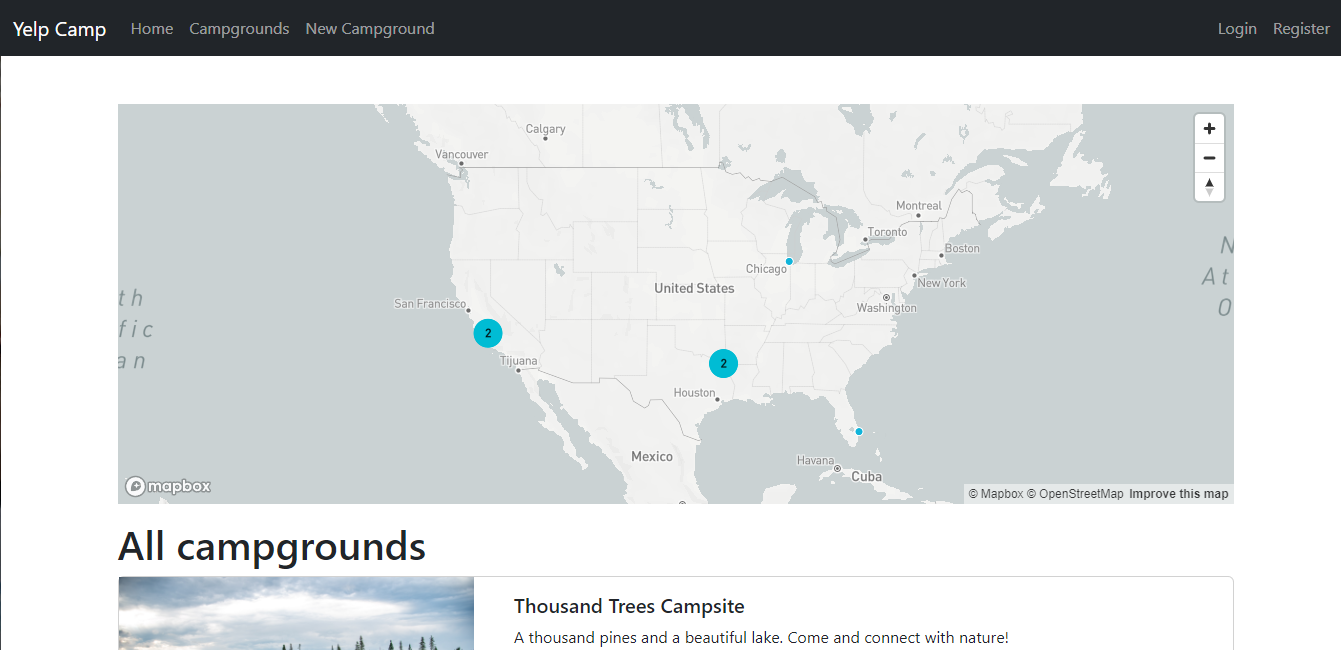 Yelp Camp Home Campgrounds New Campground Login Register
Calgary
Vancouver
Montreal
Toronto
Boston
Chicago
New York
United States
Washington
San Francisco
2
2
Tijuana
Houston
Mexico
Havana
Cuba
th
fic
an
N
At
O
mapbox
© Mapbox © OpenStreetMap Improve this map
All campgrounds
Thousand Trees Campsite
A thousand pines and a beautiful lake. Come and connect with nature!